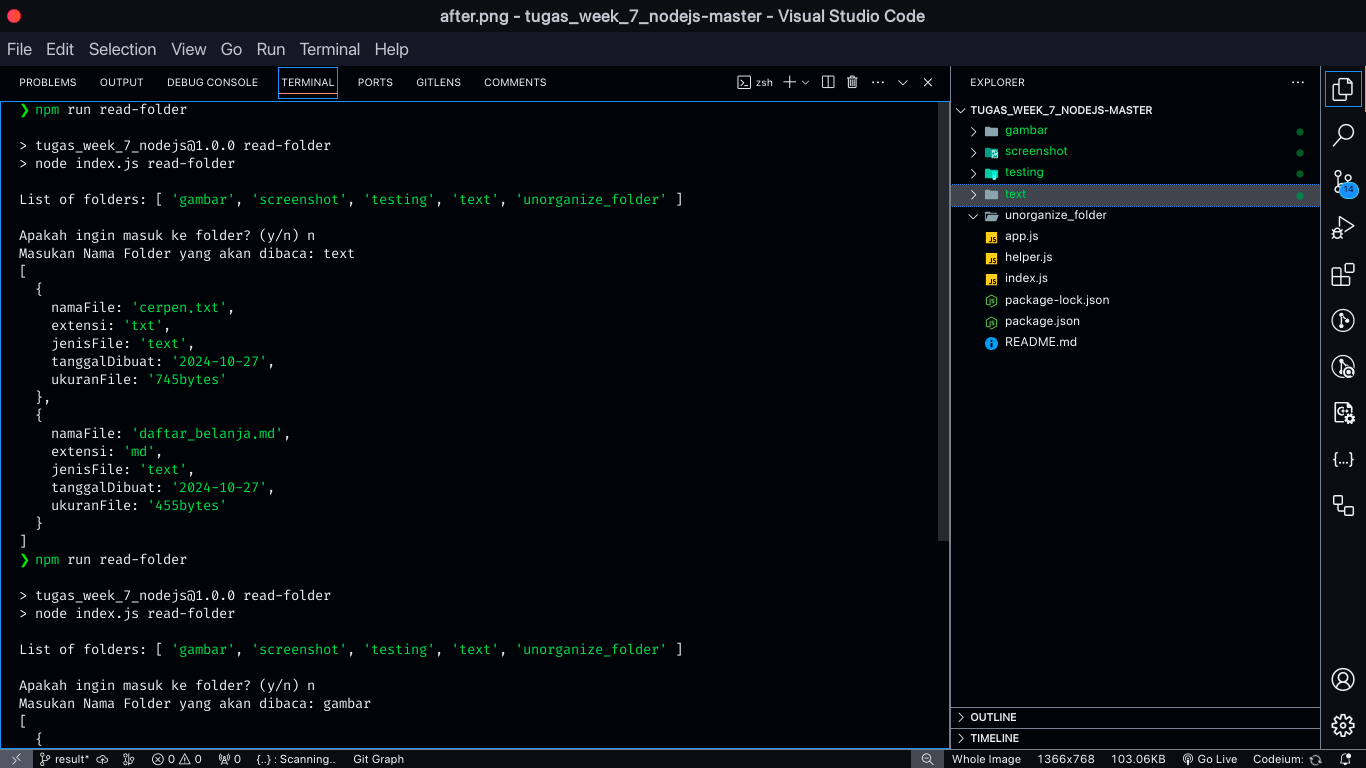 after.png - tugas_week_7_nodejs-master - Visual Studio Code
File Edit Selection View Go Run Terminal Help
PROBLEMS OUTPUT DEBUG CONSOLE TERMINAL PORTS GITLENS COMMENTS zsh
❯ npm run read-folder
> tugas_week_7_nodejs@1.0.0 read-folder
> node index.js read-folder
List of folders: [ 'gambar', 'screenshot', 'testing', 'text', 'unorganize_folder' ]
Apakah ingin masuk ke folder? (y/n) n
Masukan Nama Folder yang akan dibaca: text
[
{
namaFile: 'cerpen.txt',
extensi: 'txt',
jenisFile: 'text',
tanggalDibuat: '2024-10-27',
ukuranFile: '745bytes'
},
{
namaFile: 'daftar_belanja.md',
extensi: 'md',
jenisFile: 'text',
tanggalDibuat: '2024-10-27',
ukuranFile: '455bytes'
}
]
❯ npm run read-folder
> tugas_week_7_nodejs@1.0.0 read-folder
> node index.js read-folder
List of folders: [ 'gambar', 'screenshot', 'testing', 'text', 'unorganize_folder' ]
Apakah ingin masuk ke folder? (y/n) n
Masukan Nama Folder yang akan dibaca: gambar
[
{
EXPLORER
TUGAS_WEEK_7_NODEJS-MASTER
gambar
screenshot
testing
text
unorganize_folder
app.js
helper.js
index.js
package-lock.json
package.json
README.md
OUTLINE
TIMELINE
14
result* 0 0 0 {..} : Scanning.. Git Graph Whole Image 1366x768 103.06KB Go Live Codeium: